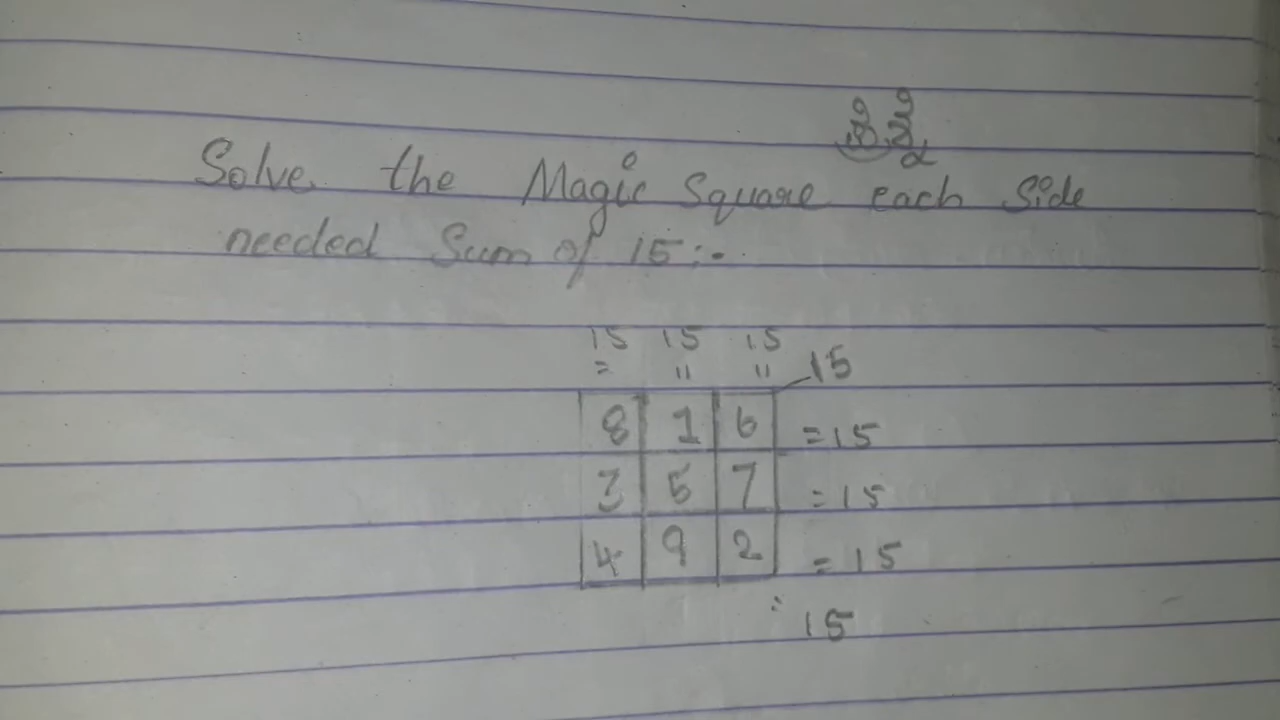 Solve the Magic Square each side
needed Sum of 15:-
15 15 15
= = = 15
8 1 6 = 15
3 5 7 = 15
4 9 2 = 15
= 15